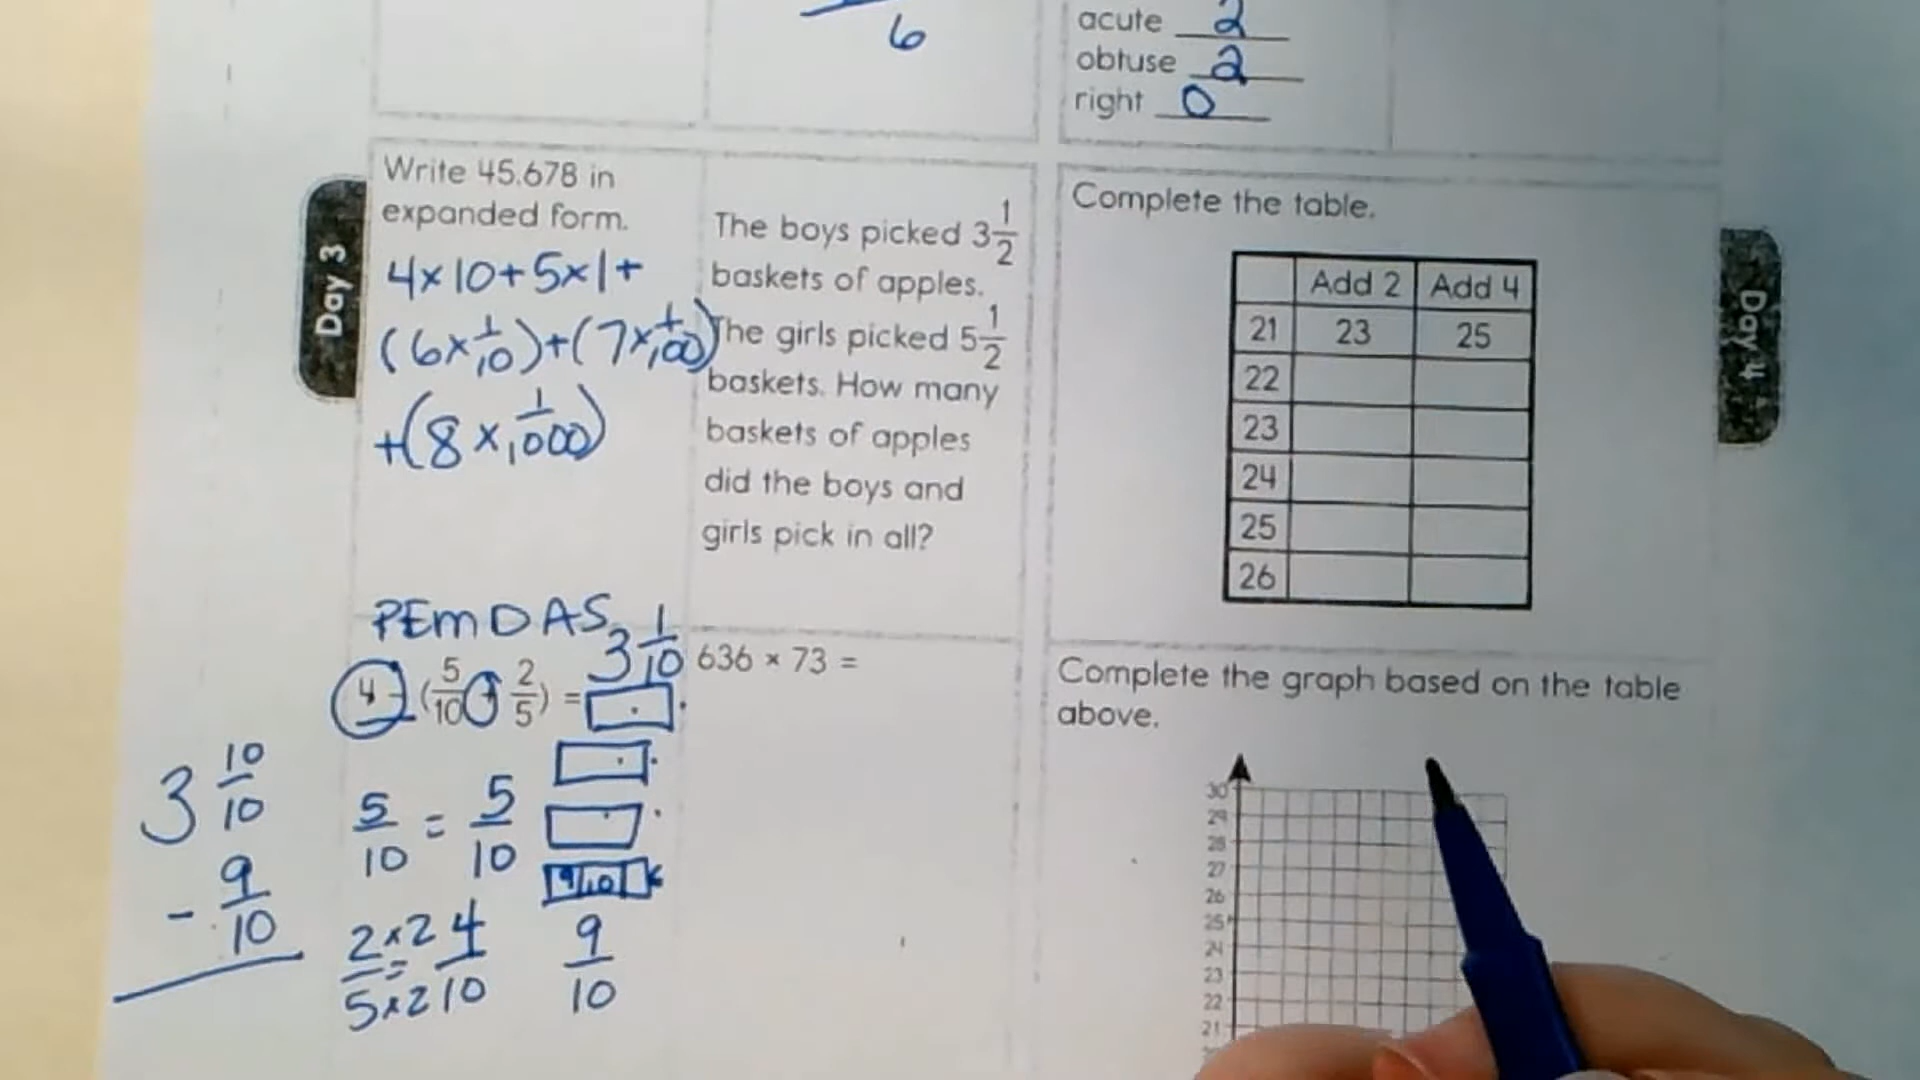 6
acute 2
obtuse 2
right 0
Day 3
Write 45.678 in
expanded form.
4×10+5×1+
(6×1/10)+(7×1/100)
+(8×1/1000)
The boys picked 3 1/2
baskets of apples.
The girls picked 5 1/2
baskets. How many
baskets of apples
did the boys and
girls pick in all?
Complete the table.
Add 2 Add 4
21 23 25
22
23
24
25
26
Day 4
PEmDAS
3 1/10
4 - (5/10 + 2/5) =
5/10 = 5/10
2×2/5×2 = 4/10
9/10
9/10
3 10/10
- 9/10
636 × 73 =
Complete the graph based on the table
above.
30
29
28
27
26
25
24
23
22
21